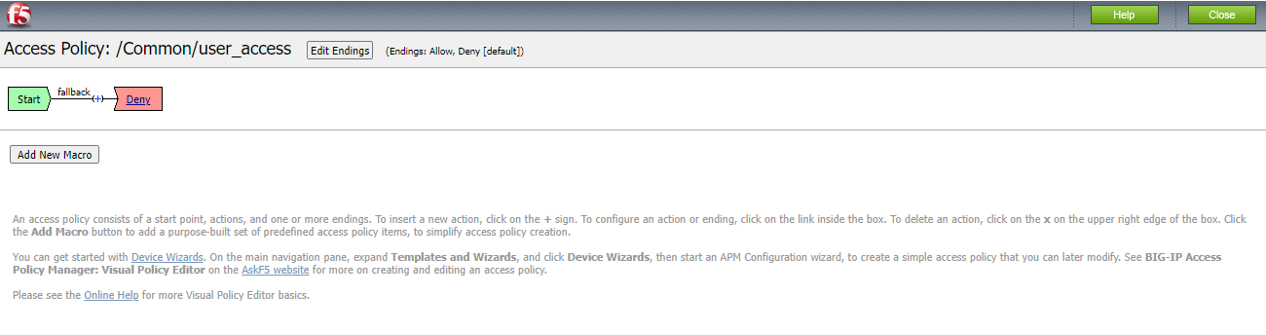 f5
Help
Close
Access Policy: /Common/user_access Edit Endings (Endings: Allow, Deny [default])
fallback
Start (+) Deny
Add New Macro
An access policy consists of a start point, actions, and one or more endings. To insert a new action, click on the + sign. To configure an action or ending, click on the link inside the box. To delete an action, click on the x on the upper right edge of the box. Click
the Add Macro button to add a purpose-built set of predefined access policy items, to simplify access policy creation.
You can get started with Device Wizards. On the main navigation pane, expand Templates and Wizards, and click Device Wizards, then start an APM Configuration wizard, to create a simple access policy that you can later modify. See BIG-IP Access
Policy Manager: Visual Policy Editor on the AskF5 website for more on creating and editing an access policy.
Please see the Online Help for more Visual Policy Editor basics.